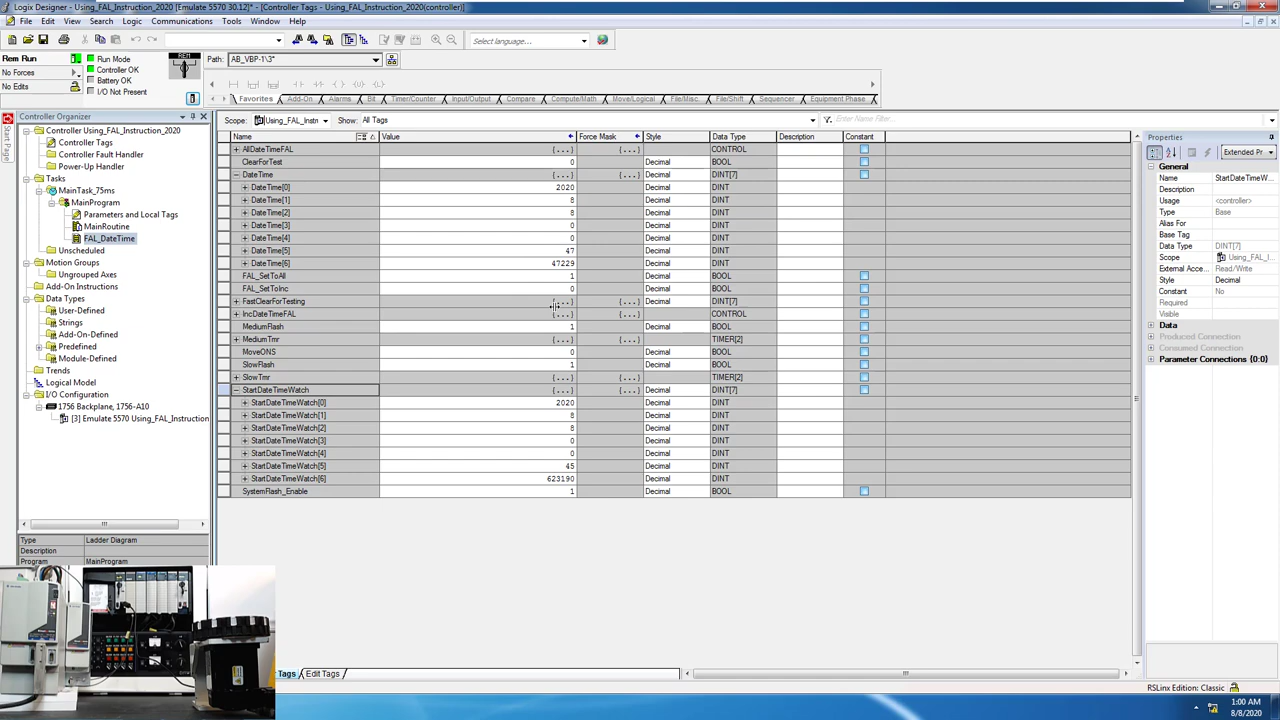 Logix Designer - Using_FAL_Instruction_2020 [Emulate 5570 30.12]* - [Controller Tags - Using_FAL_Instruction_2020(controller)]
File Edit View Search Logic Communications Tools Window Help
Select language...
Rem Run Run Mode Path: AB_VBP-1\3*
No Forces Controller OK
Battery OK
No Edits I/O Not Present
REM
Favorites Add-On Alarms Bit Timer/Counter Input/Output Compare Compute/Math Move/Logical File/Misc. File/Shift Sequencer Equipment Phase
Start Page
Controller Organizer
Controller Using_FAL_Instruction_2020
Controller Tags
Controller Fault Handler
Power-Up Handler
Tasks
MainTask_75ms
MainProgram
Parameters and Local Tags
MainRoutine
FAL_DateTime
Unscheduled
Motion Groups
Ungrouped Axes
Add-On Instructions
Data Types
User-Defined
Strings
Add-On-Defined
Predefined
Module-Defined
Trends
Logical Model
I/O Configuration
1756 Backplane, 1756-A10
[3] Emulate 5570 Using_FAL_Instruction
Type Ladder Diagram
Description
Program MainProgram
Scope: Using_FAL_Instn Show: All Tags Enter Name Filter...
Name Value Force Mask Style Data Type Description Constant
AllDateTimeFAL {...} {...} CONTROL
ClearForTest 0 Decimal BOOL
DateTime {...} {...} Decimal DINT[7]
DateTime[0] 2020 Decimal DINT
DateTime[1] 8 Decimal DINT
DateTime[2] 8 Decimal DINT
DateTime[3] 0 Decimal DINT
DateTime[4] 0 Decimal DINT
DateTime[5] 47 Decimal DINT
DateTime[6] 47229 Decimal DINT
FAL_SetToAll 1 Decimal BOOL
FAL_SetToInc 0 Decimal BOOL
FastClearForTesting {...} {...} Decimal DINT[7]
IncDateTimeFAL {...} {...} CONTROL
MediumFlash 1 Decimal BOOL
MediumTmr {...} {...} TIMER[2]
MoveONS 0 Decimal BOOL
SlowFlash 1 Decimal BOOL
SlowTmr {...} {...} TIMER[2]
StartDateTimeWatch {...} {...} Decimal DINT[7]
StartDateTimeWatch[0] 2020 Decimal DINT
StartDateTimeWatch[1] 8 Decimal DINT
StartDateTimeWatch[2] 8 Decimal DINT
StartDateTimeWatch[3] 0 Decimal DINT
StartDateTimeWatch[4] 0 Decimal DINT
StartDateTimeWatch[5] 45 Decimal DINT
StartDateTimeWatch[6] 623190 Decimal DINT
SystemFlash_Enable 1 Decimal BOOL
Tags Edit Tags
Properties
Extended Pr
General
Name StartDateTimeW...
Description
Usage <controller>
Type Base
Alias For
Base Tag
Data Type DINT[7]
Scope Using_FAL_I
External Acce... Read/Write
Style Decimal
Constant No
Required
Visible
Data
Produced Connection
Consumed Connection
Parameter Connections {0:0}
RSLinx Edition: Classic
1:00 AM
8/8/2020